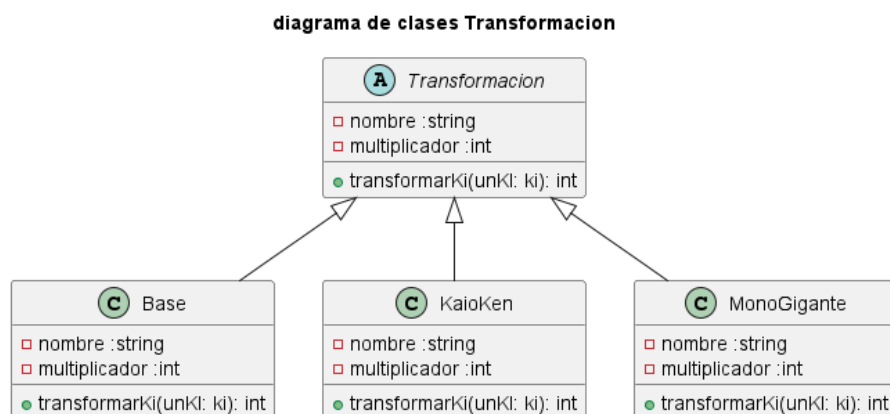 diagrama de clases Transformacion
A Transformacion
nombre :string
multiplicador :int
transformarKi(unKI: ki): int
C Base
nombre :string
multiplicador :int
transformarKi(unKI: ki): int
C KaioKen
nombre :string
multiplicador :int
transformarKi(unKI: ki): int
C MonoGigante
nombre :string
multiplicador :int
transformarKi(unKI: ki): int